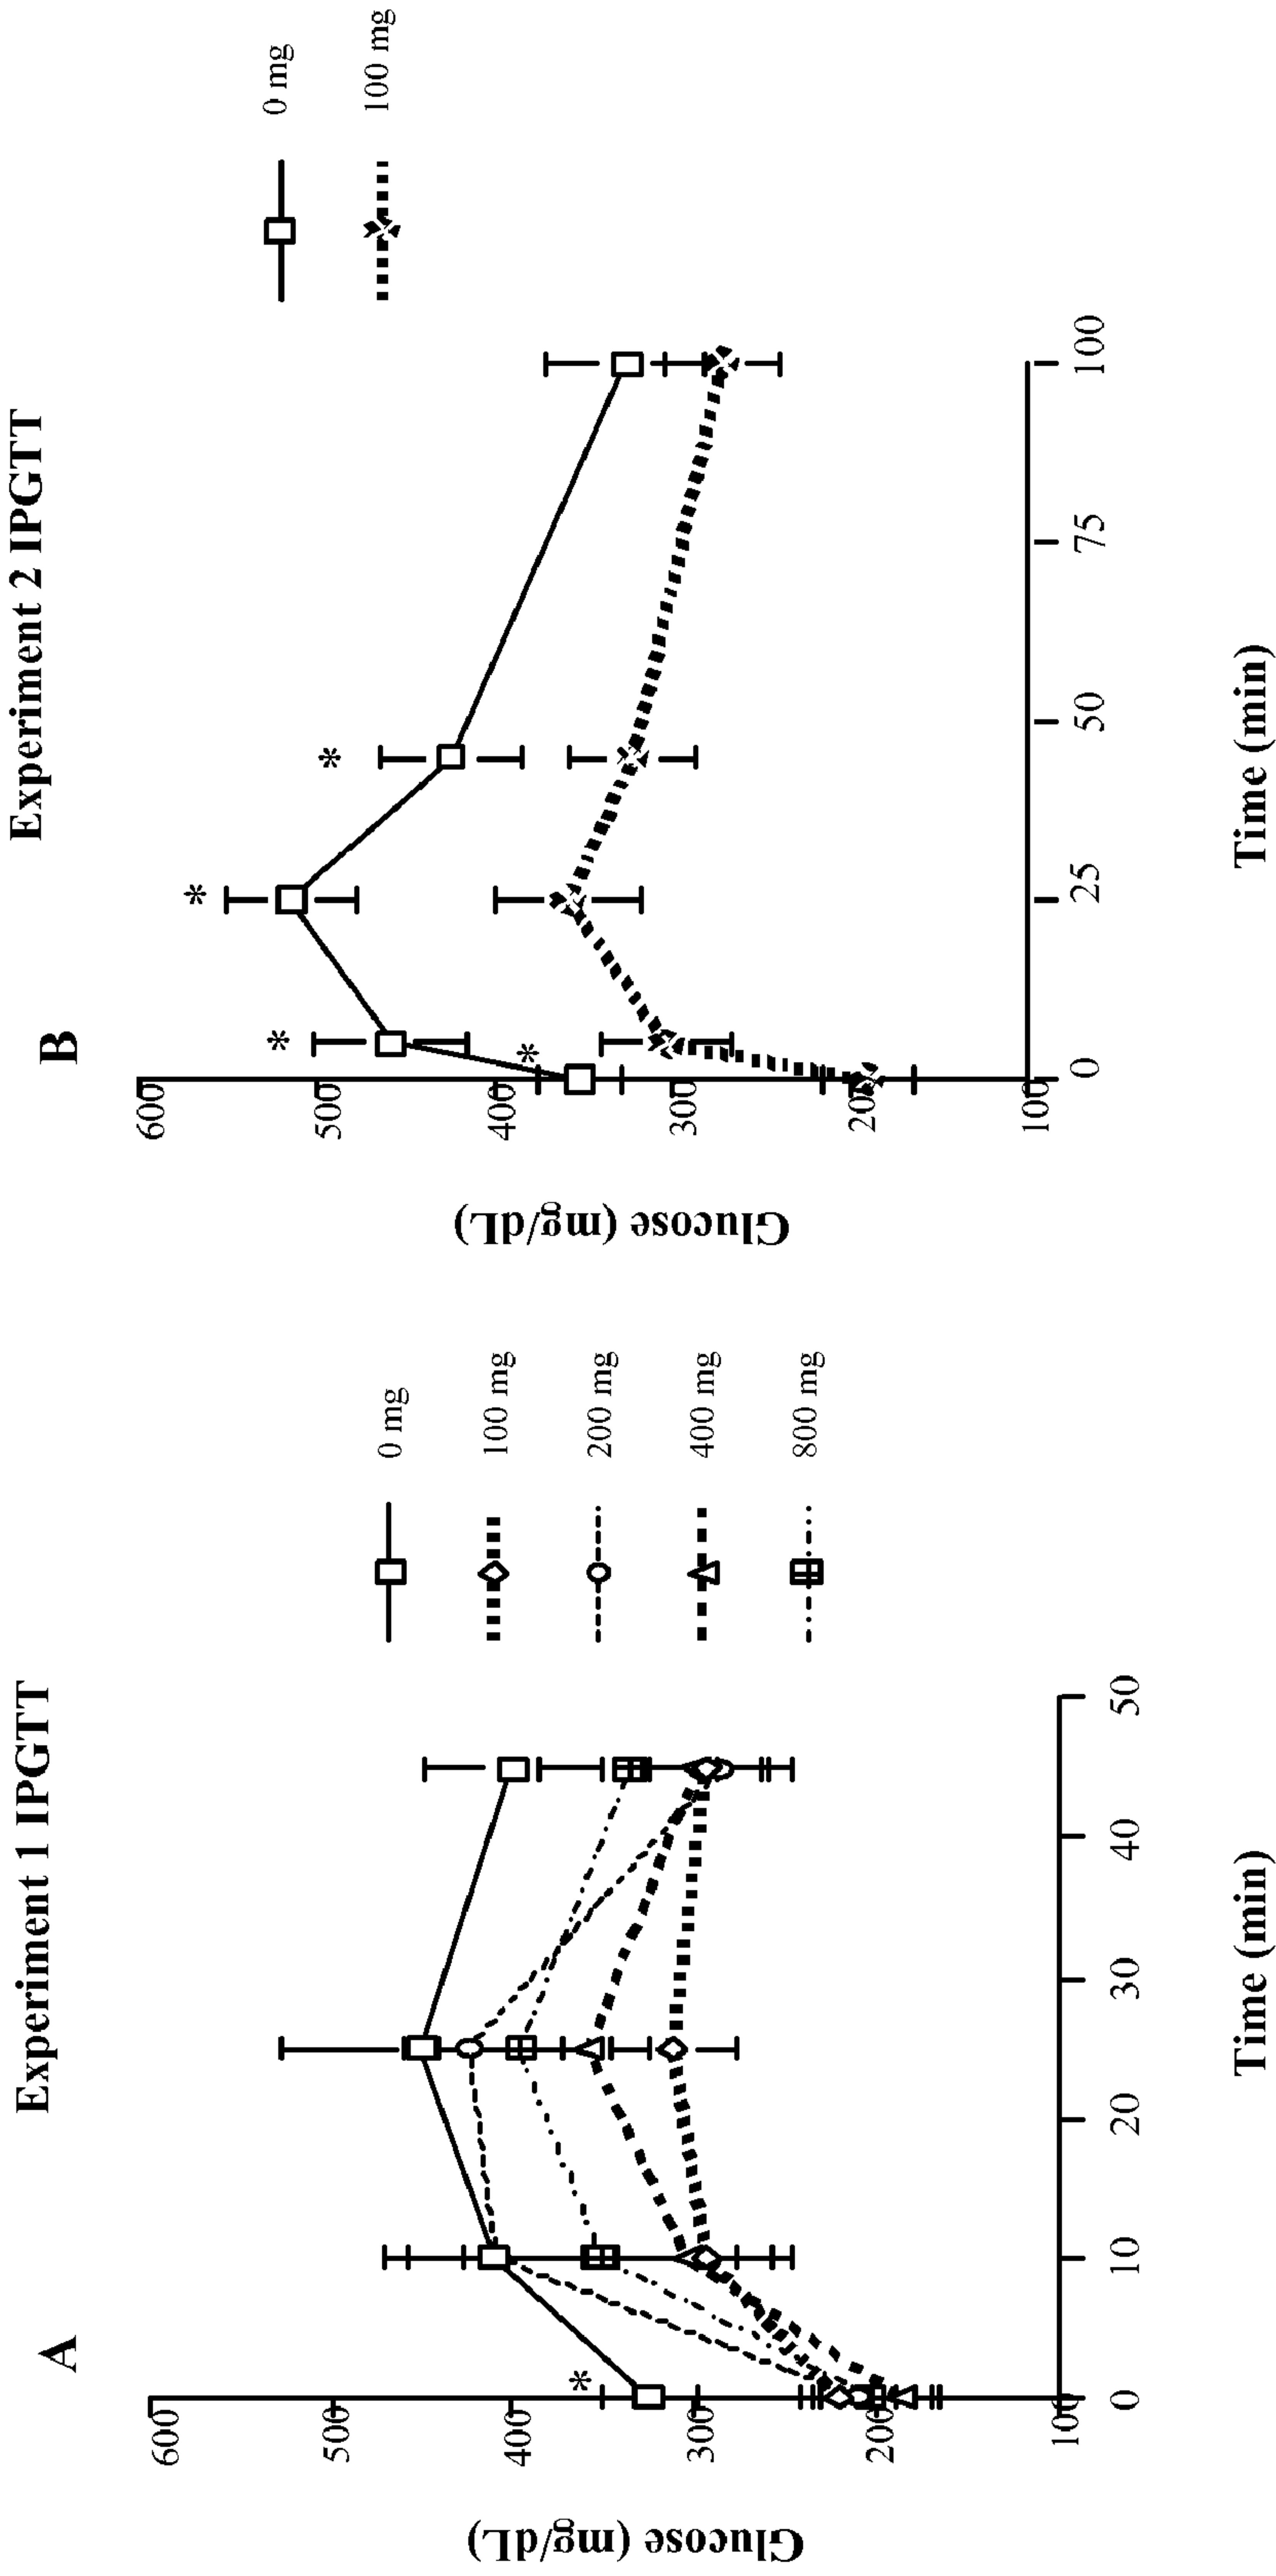 A
Experiment 1 IPGTT
Glucose (mg/dL)
600
500
400
300
200
100
*
0
10
20
30
40
50
Time (min)
0 mg
100 mg
200 mg
400 mg
800 mg
B
Experiment 2 IPGTT
Glucose (mg/dL)
600
500
400
300
200
100
*
*
*
*
0
25
50
75
100
Time (min)
0 mg
100 mg